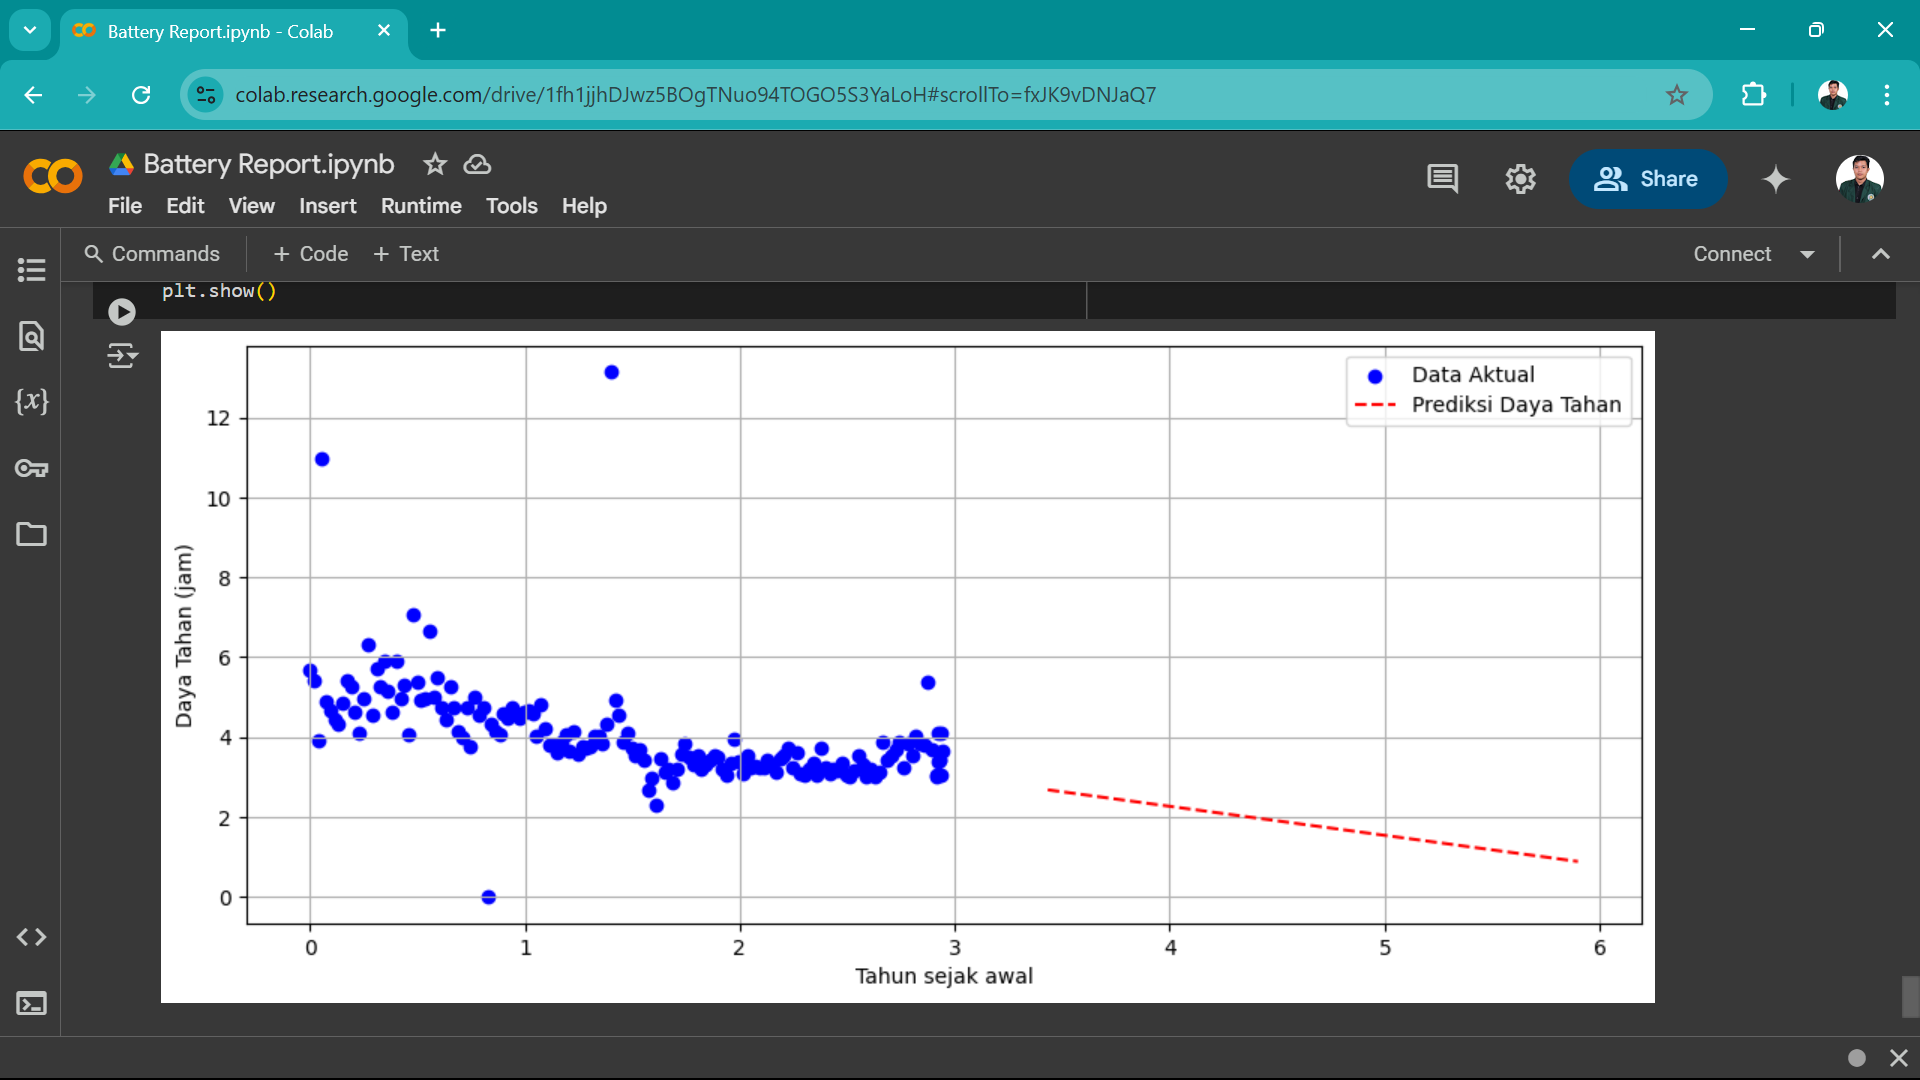 Battery Report.ipynb - Colab
colab.research.google.com/drive/1fh1jjhDJwz5BOgTNuo94TOGO5S3YaLoH#scrollTo=fxJK9vDNJaQ7
Battery Report.ipynb
Share
File Edit View Insert Runtime Tools Help
Commands + Code + Text
Connect
plt.show()
Data Aktual
Prediksi Daya Tahan
12
10
8
6
4
2
0
Daya Tahan (jam)
0 1 2 3 4 5 6
Tahun sejak awal